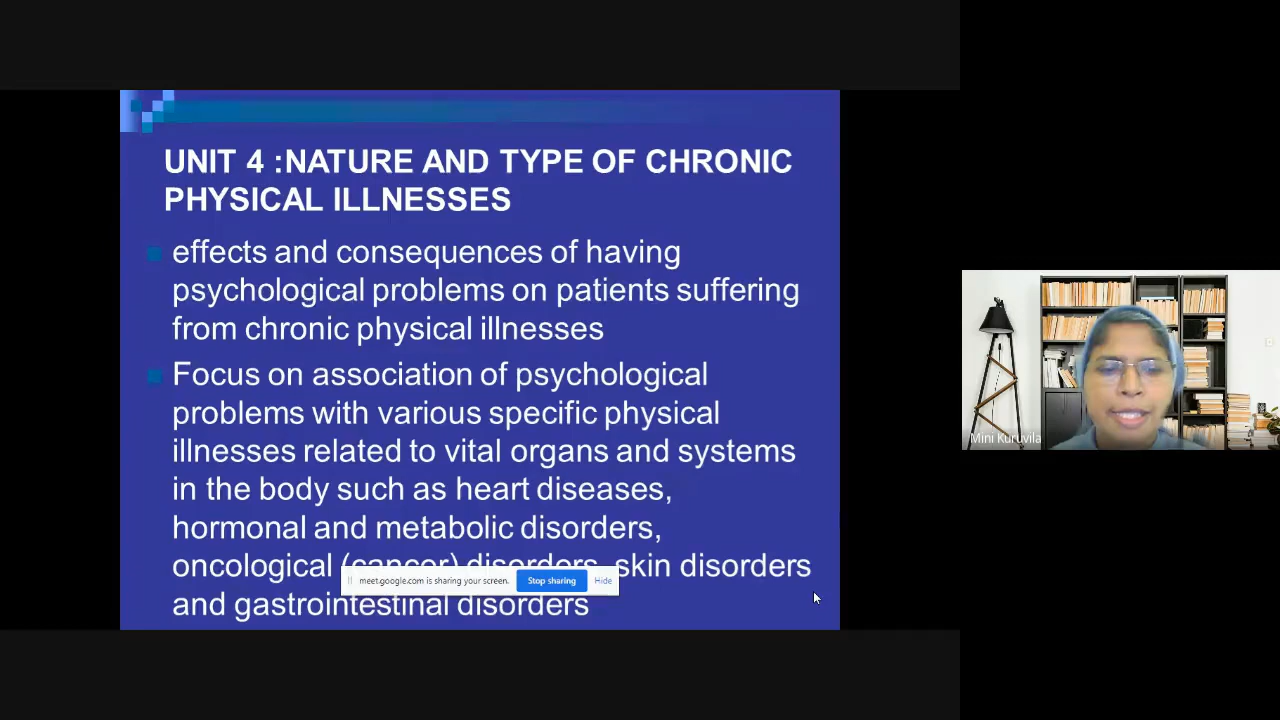 UNIT 4 :NATURE AND TYPE OF CHRONIC
PHYSICAL ILLNESSES
effects and consequences of having
psychological problems on patients suffering
from chronic physical illnesses
Focus on association of psychological
problems with various specific physical
illnesses related to vital organs and systems
in the body such as heart diseases,
hormonal and metabolic disorders,
oncological (cancer) disorders, skin disorders
and gastrointestinal disorders
meet.google.com is sharing your screen.
Stop sharing
Hide
Mini Kuruvila